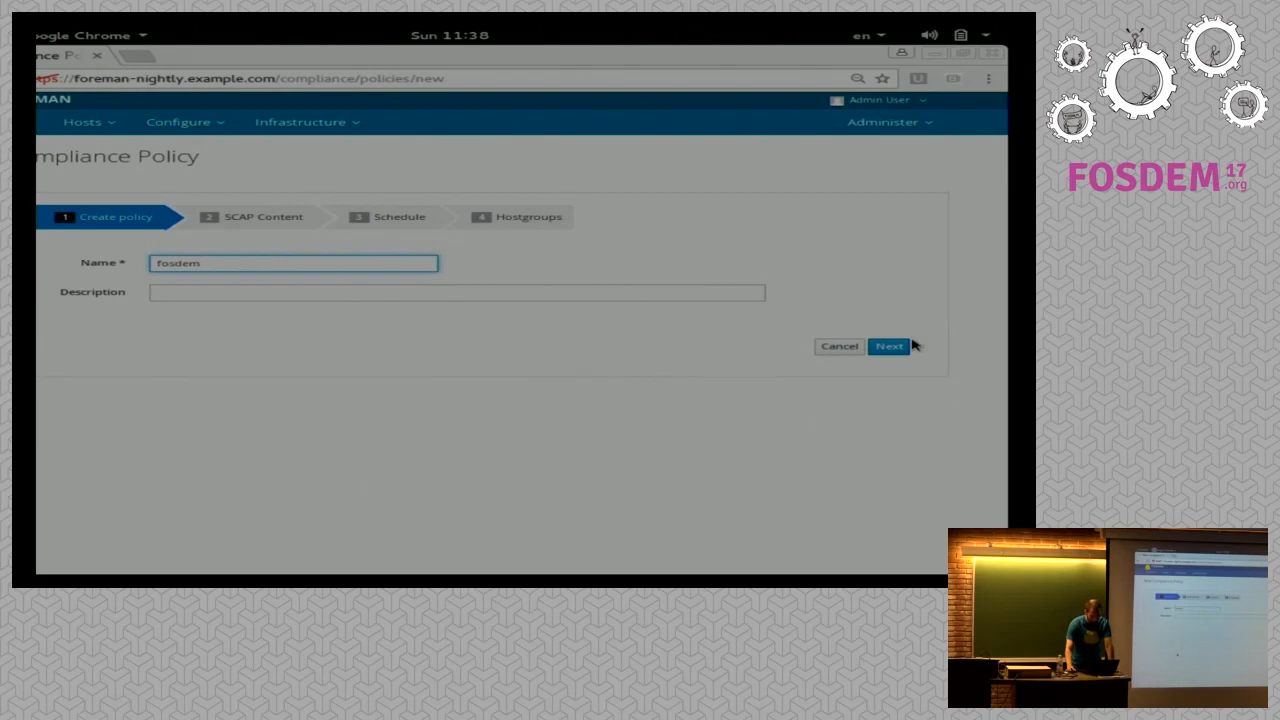 oogle Chrome
Sun 11:38
en
nce Po
tps://foreman-nightly.example.com/compliance/policies/new
MAN
Admin User
Hosts
Configure
Infrastructure
Administer
mpliance Policy
1 Create policy
2 SCAP Content
3 Schedule
4 Hostgroups
Name *
fosdem
Description
Cancel
Next
FOSDEM 17
.org